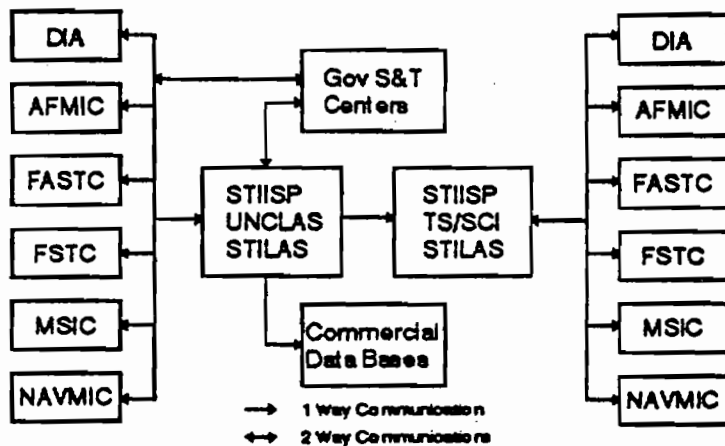 DIA
AFMIC
FASTC
FSTC
MSIC
NAVMIC
Gov S&T
Centers
STIISP
UNCLAS
STILAS
STIISP
TS/SCI
STILAS
Commercial
Data Bases
1 Way Communication
2 Way Communications
DIA
AFMIC
FASTC
FSTC
MSIC
NAVMIC